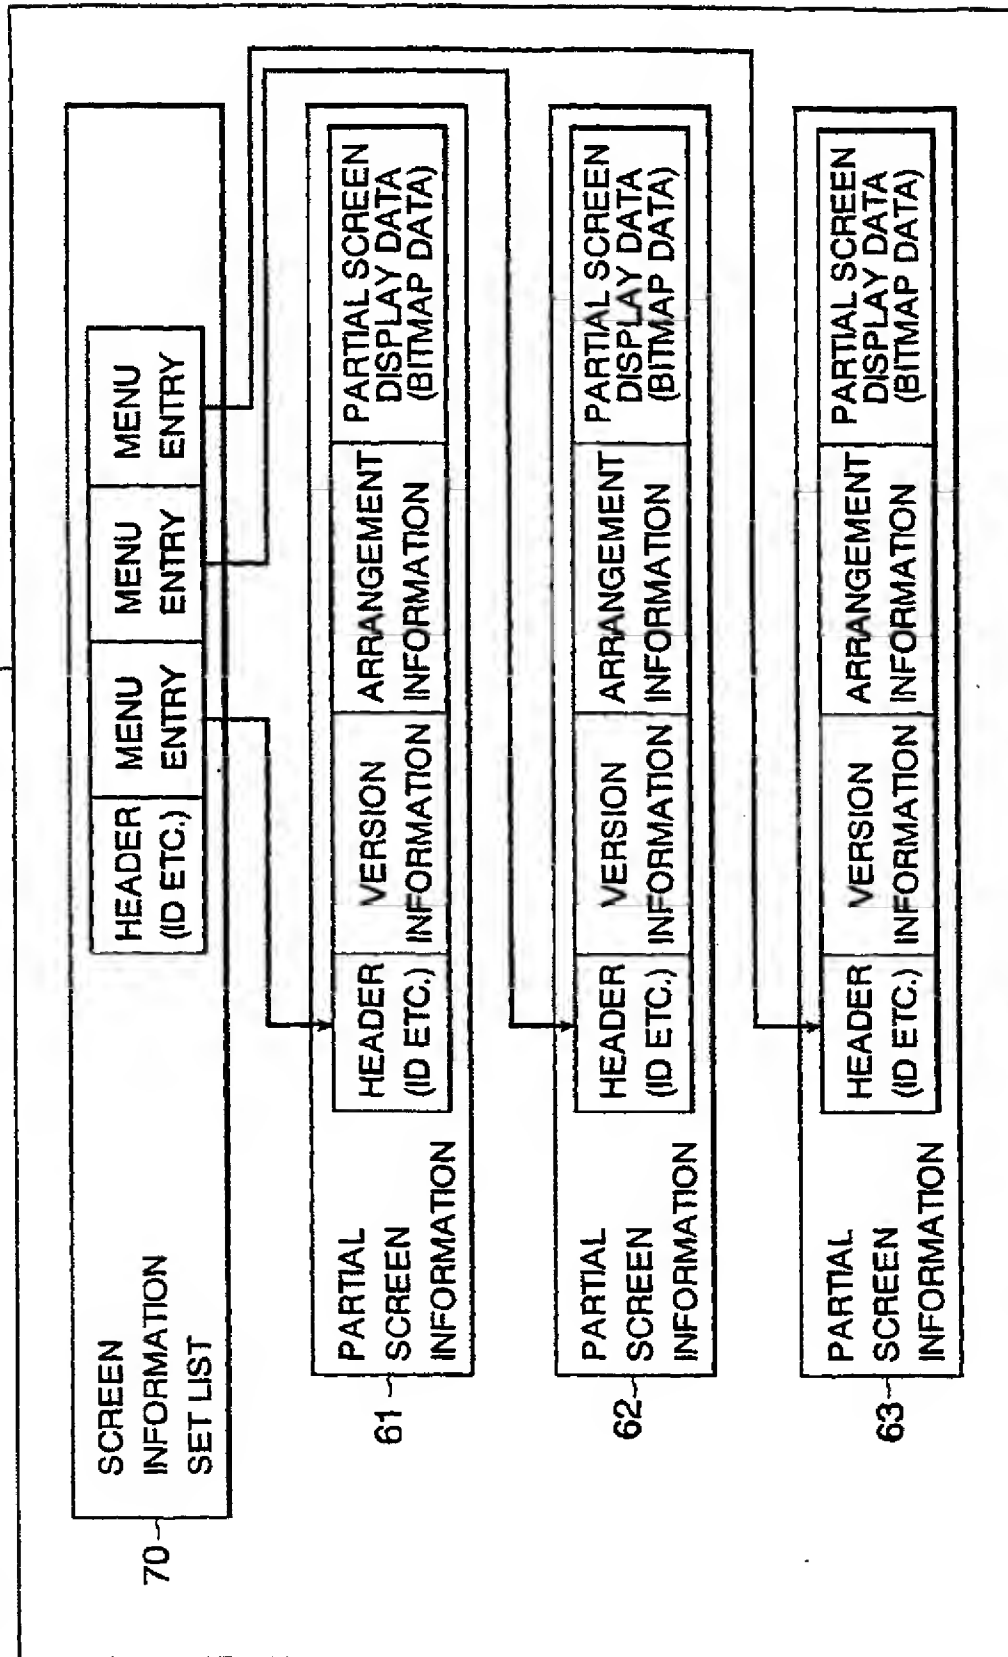 SCREEN
INFORMATION
SET LIST
HEADER
(ID ETC.)
MENU
ENTRY
MENU
ENTRY
MENU
ENTRY
70
PARTIAL
SCREEN
INFORMATION
HEADER
(ID ETC.)
VERSION
INFORMATION
ARRANGEMENT
INFORMATION
PARTIAL SCREEN
DISPLAY DATA
(BITMAP DATA)
61
PARTIAL
SCREEN
INFORMATION
HEADER
(ID ETC.)
VERSION
INFORMATION
ARRANGEMENT
INFORMATION
PARTIAL SCREEN
DISPLAY DATA
(BITMAP DATA)
62
PARTIAL
SCREEN
INFORMATION
HEADER
(ID ETC.)
VERSION
INFORMATION
ARRANGEMENT
INFORMATION
PARTIAL SCREEN
DISPLAY DATA
(BITMAP DATA)
63